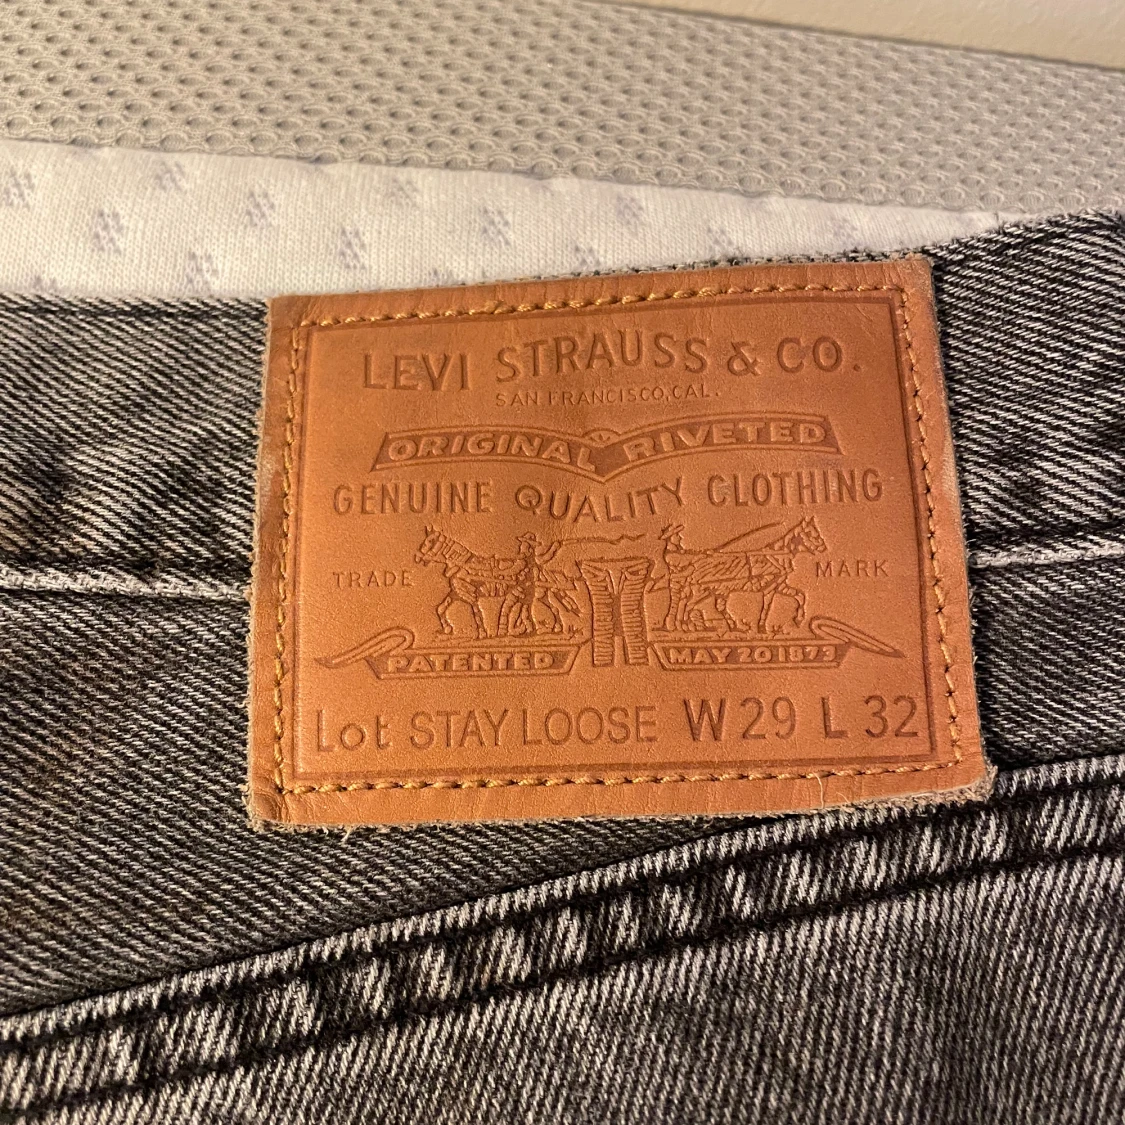 LEVI STRAUSS & CO.
SAN FRANCISCO, CAL.
ORIGINAL RIVETED
GENUINE QUALITY CLOTHING
TRADE MARK
PATENTED MAY 20 1873
Lot STAY LOOSE W 29 L 32